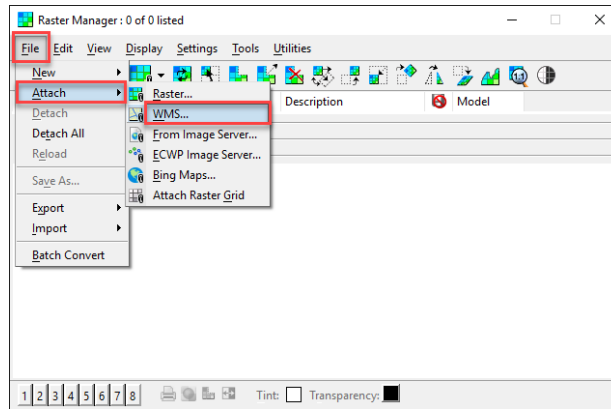 Raster Manager : 0 of 0 listed
File Edit View Display Settings Tools Utilities
New
Attach
Detach
Detach All
Reload
Save As...
Export
Import
Batch Convert
Raster...
WMS...
From Image Server...
ECWP Image Server...
Bing Maps...
Attach Raster Grid
Description Model
1 2 3 4 5 6 7 8 Tint: Transparency: